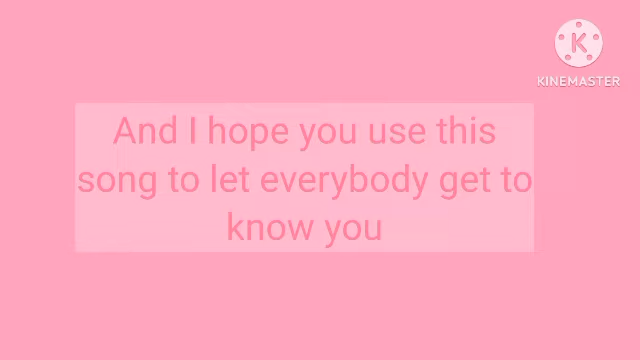 KINEMASTER
And I hope you use this
song to let everybody get to
know you